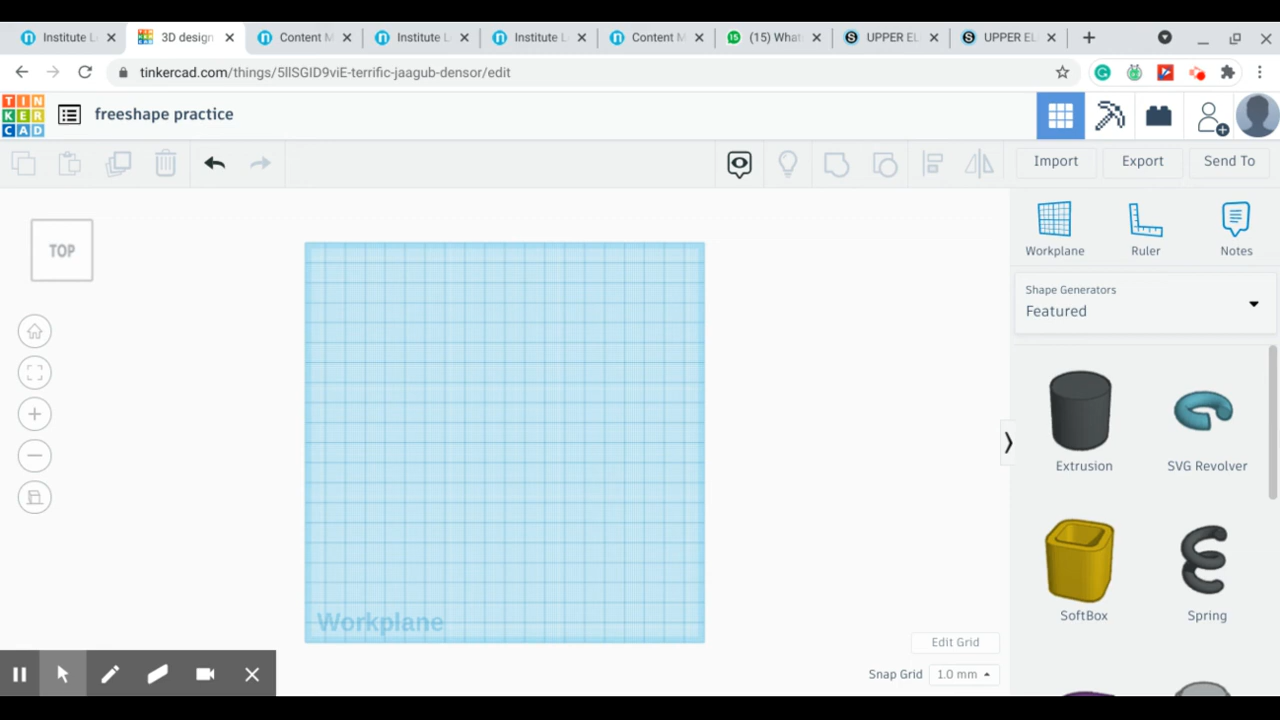 Institute L
3D design
Content M
Institute L
Institute L
Content M
15
(15) What
UPPER EL
UPPER EL
tinkercad.com/things/5llSGID9viE-terrific-jaagub-densor/edit
TIN
KER
CAD
freeshape practice
Import
Export
Send To
TOP
Workplane
Ruler
Notes
Shape Generators
Featured
Extrusion
SVG Revolver
SoftBox
Spring
Workplane
Edit Grid
Snap Grid
1.0 mm